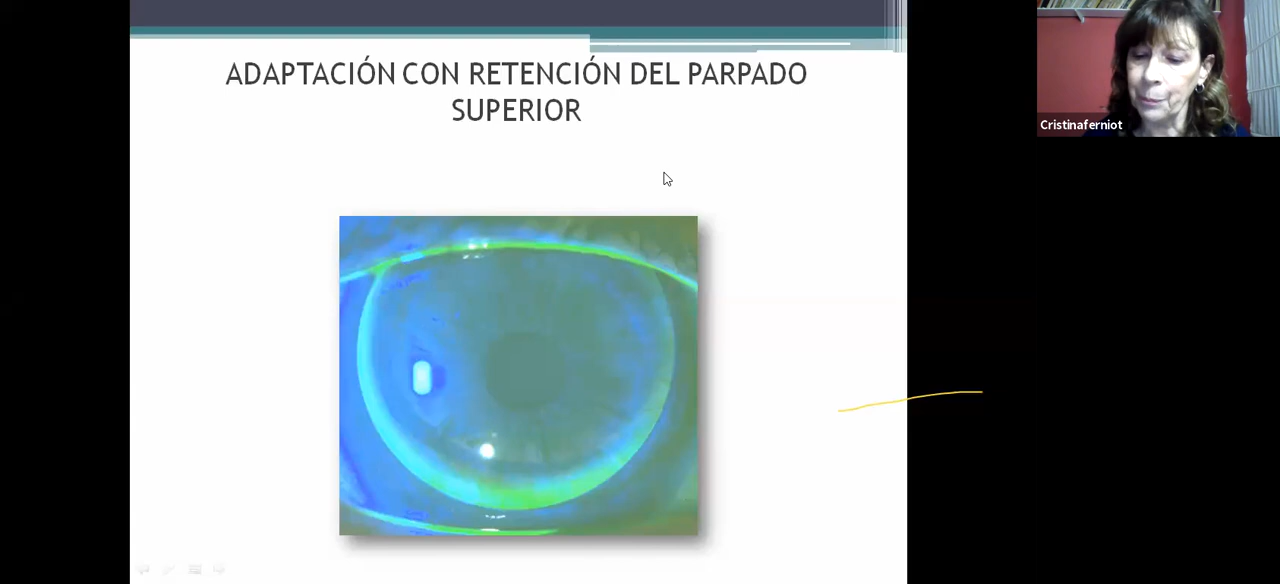 ADAPTACIÓN CON RETENCIÓN DEL PARPADO
SUPERIOR
Cristinaferniot